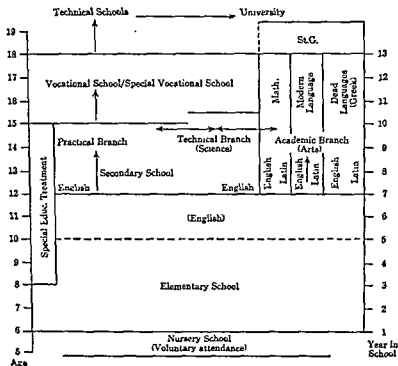 Technical Schools
University
19
St.G.
18
13
17
12
Vocational School/Special Vocational School
Math.
Modern
Language
Dead
Languages
(Greek)
16
11
15
10
Practical Branch
Technical Branch
(Science)
Academic Branch
(Arts)
14
9
Secondary School
13
8
English
English
English
Latin
English
Latin
English
Latin
12
7
Special Educ. Treatment
11
(English)
6
10
5
9
4
8
3
Elementary School
7
2
6
1
Nursery School
(Voluntary attendance)
5
Age
Year in
School